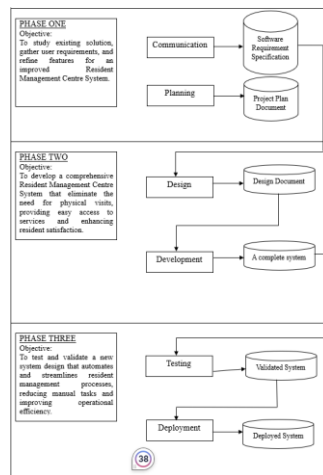 PHASE ONE
Objective:
To study existing solution,
gather user requirements, and
refine features for an
improved Resident
Management Centre System.
Communication
Software
Requirement
Specification
Planning
Project Plan
Document
PHASE TWO
Objective:
To develop a comprehensive
Resident Management Centre
System that eliminate the
need for physical visits,
providing easy access to
services and enhancing
resident satisfaction.
Design
Design Document
Development
A complete system
PHASE THREE
Objective:
To test and validate a new
system design that automates
and streamlines resident
management processes,
reducing manual tasks and
improving operational
efficiency.
Testing
Validated System
Deployment
Deployed System
38